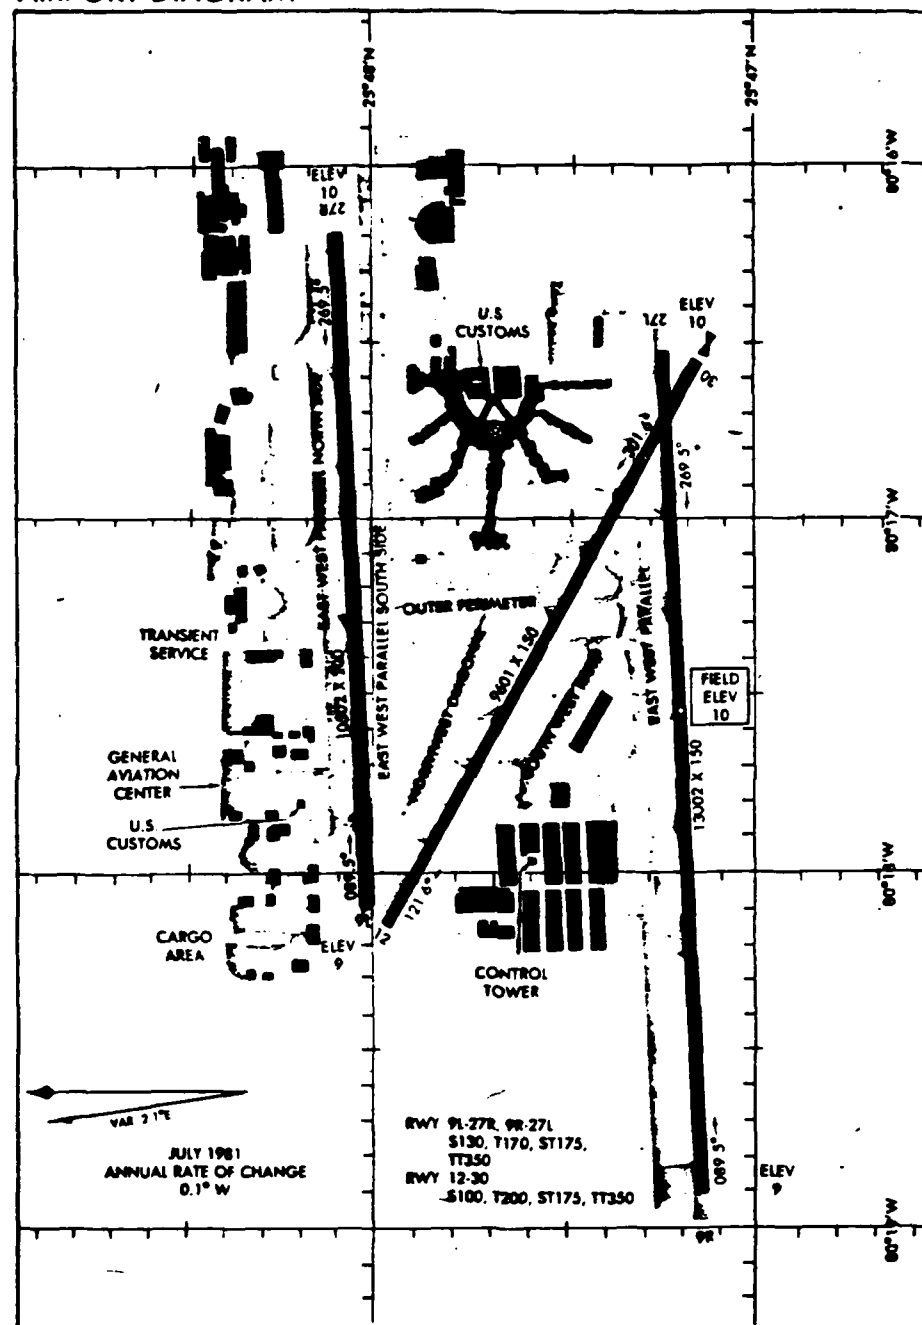 25°48'N
25°47'N
80°16'W
ELEV
10
27R
269.5°
U.S
CUSTOMS
27L
ELEV
10
30
301.6°
269.5°
80°17'W
EAST WEST PARALLEL SOUTH SIDE
OUTER PERIMETER
TRANSIENT
SERVICE
9601 X 150
EAST WEST PARALLEL
FIELD
ELEV
10
GENERAL
AVIATION
CENTER
13002 X 150
U.S.
CUSTOMS
089.5°
12
121.6°
80°18'W
CARGO
AREA
ELEV
9
CONTROL
TOWER
VAR 2.1°E
JULY 1981
ANNUAL RATE OF CHANGE
0.1° W
RWY 9L-27R, 9R-27L
S130, T170, ST175,
TT350
RWY 12-30
S100, T200, ST175, TT350
089.5°
ELEV
9
9R